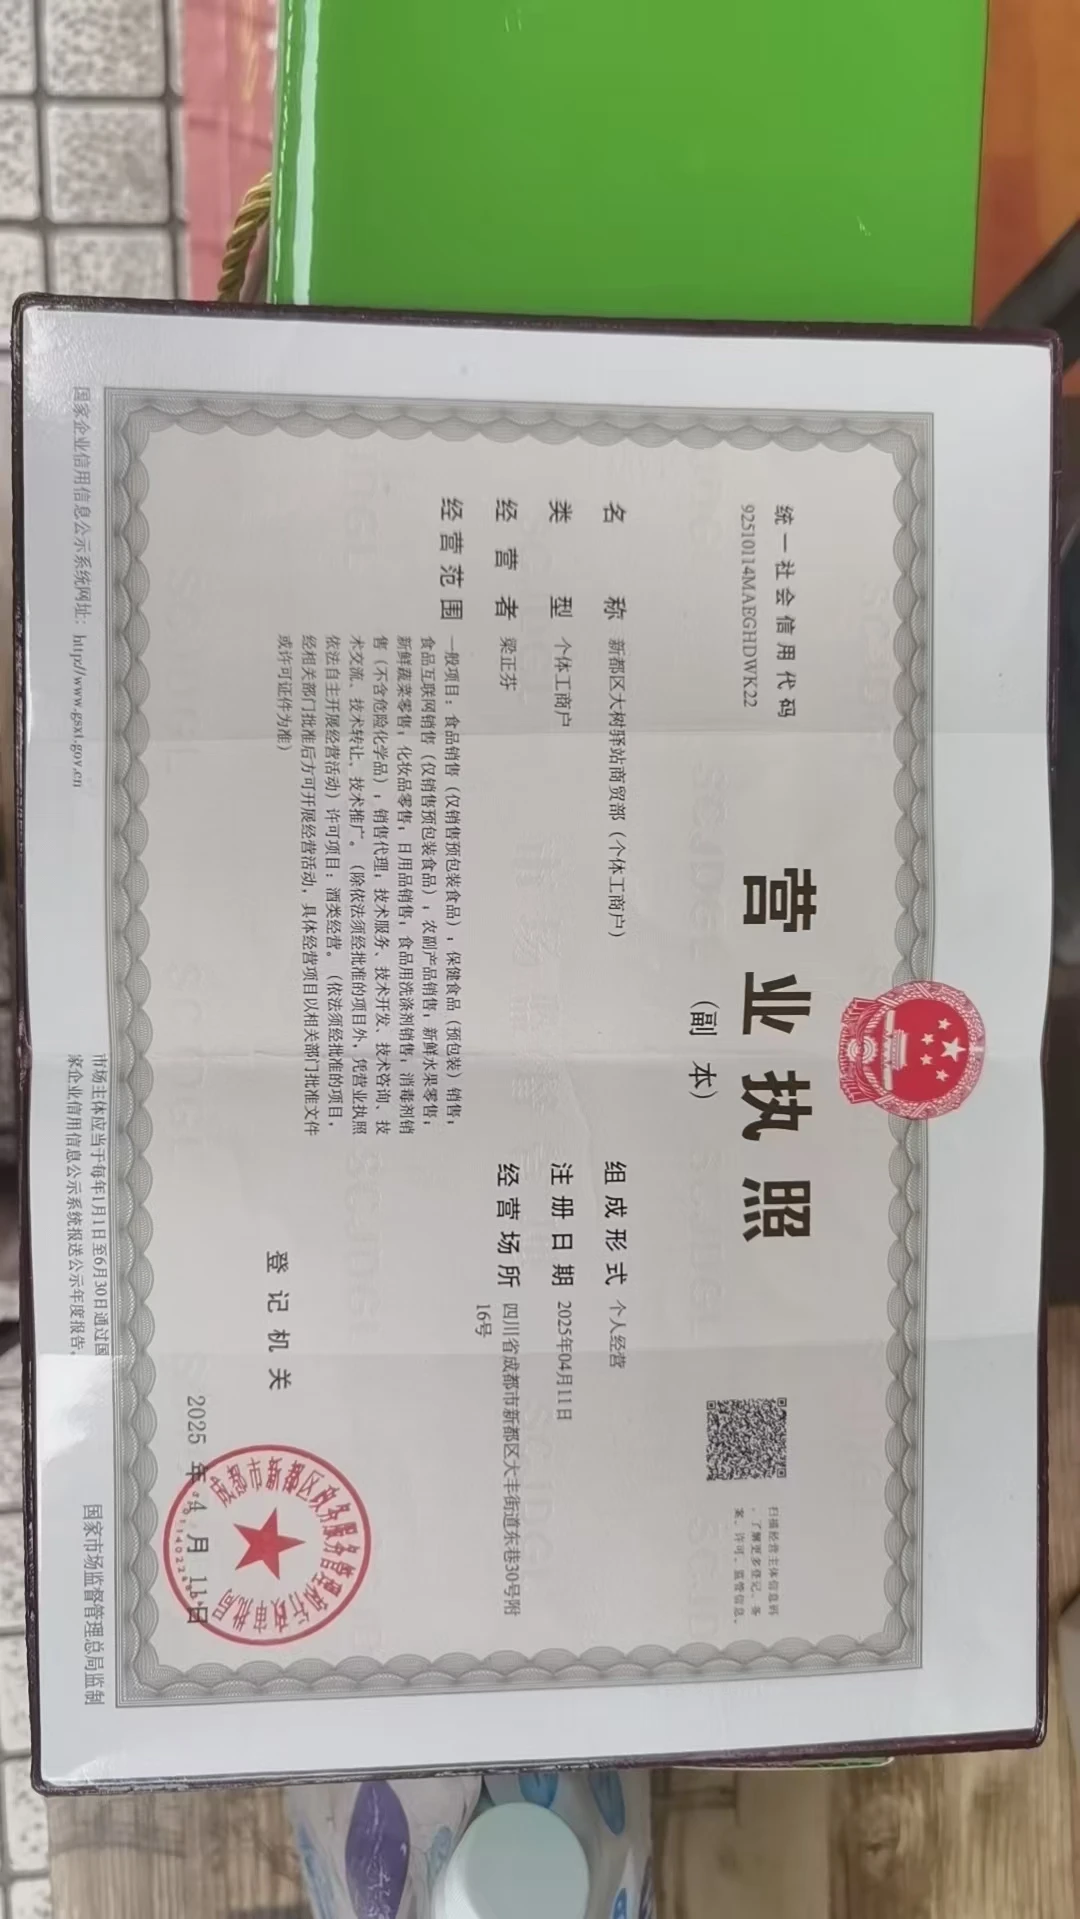 营业执照
（副 本）
统一社会信用代码
92510114MAEGHDWK22
扫描经营主体信息码
，了解更多登记、备
案、许可、监管信息。
名 称 新都区大树驿站商贸部（个体工商户）
类 型 个体工商户
经 营 者 梁正芬
经营范围 一般项目：食品销售（仅销售预包装食品）；保健食品（预包装）销售；
食品互联网销售（仅销售预包装食品）；农副产品销售；新鲜水果零售；
新鲜蔬菜零售；化妆品零售；日用品销售；食品用洗涤剂销售；消毒剂销
售（不含危险化学品）；销售代理；技术服务、技术开发、技术咨询、技
术交流、技术转让、技术推广。（除依法须经批准的项目外，凭营业执照
依法自主开展经营活动）许可项目：酒类经营。（依法须经批准的项目，
经相关部门批准后方可开展经营活动，具体经营项目以相关部门批准文件
或许可证件为准）
组成形式 个人经营
注册日期 2025年04月11日
经营场所 四川省成都市新都区大丰街道东巷30号附
16号
登记机关
2025 年 4 月 11 日
国家企业信用信息公示系统网址：http://www.gsxt.gov.cn
市场主体应当于每年1月1日至6月30日通过国
家企业信用信息公示系统报送公示年度报告。
国家市场监督管理总局监制